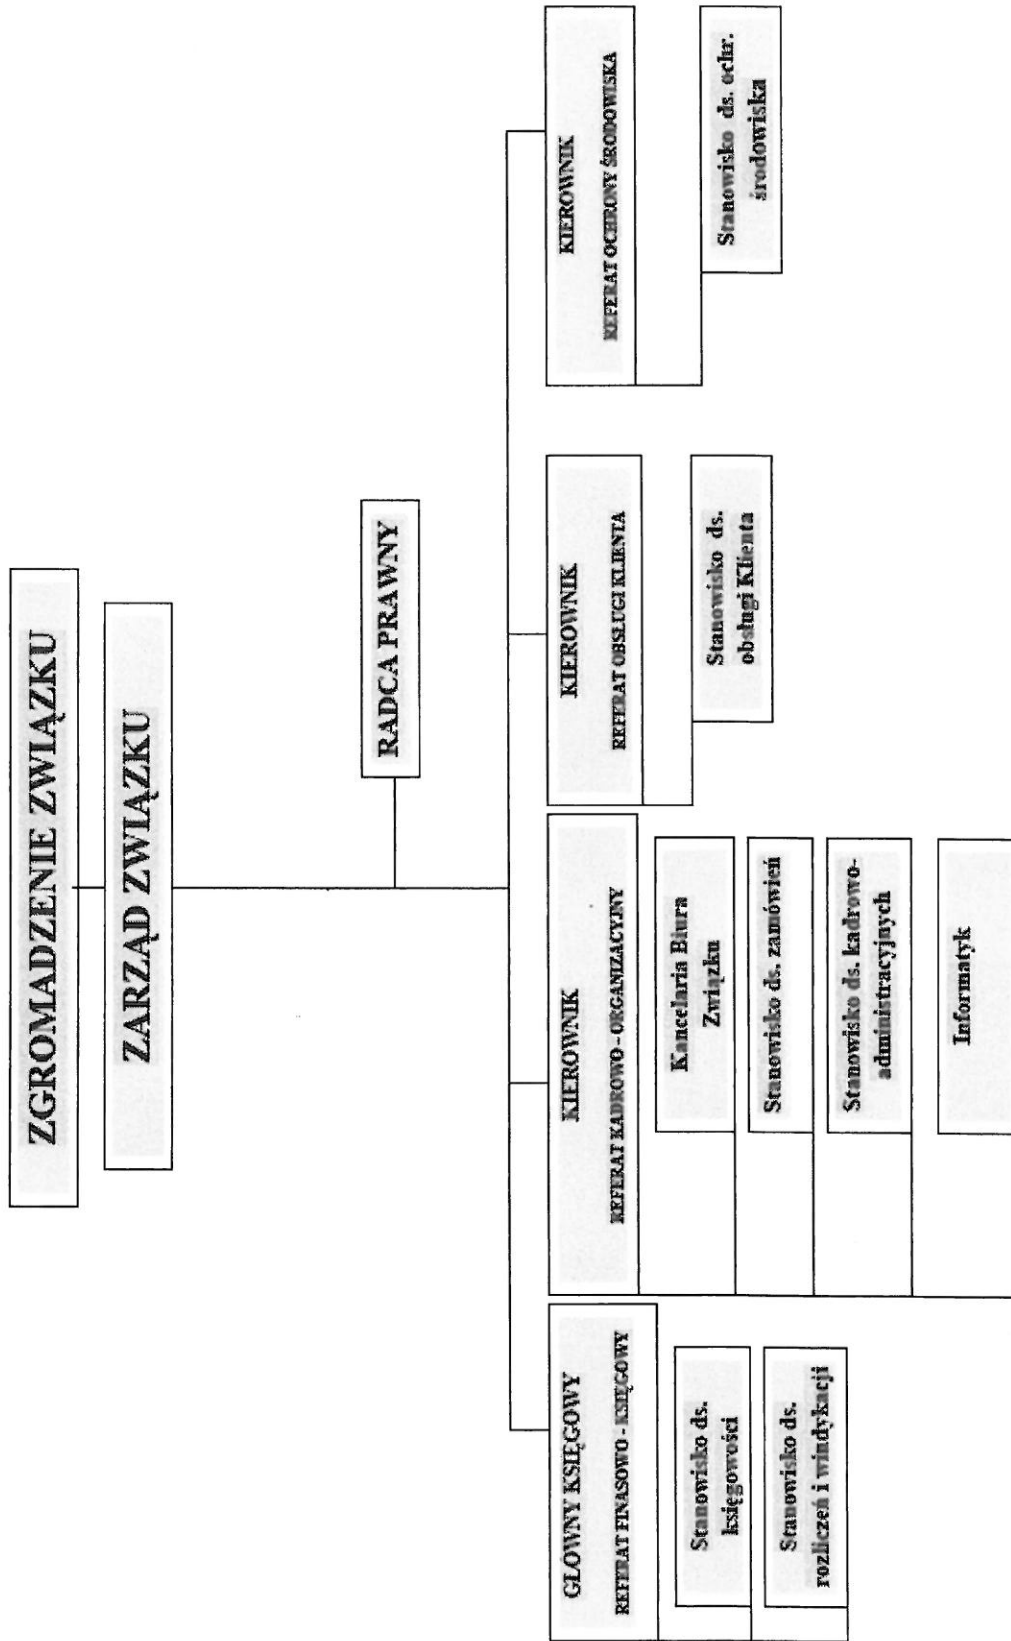 ZGROMADZENIE ZWIĄZKU
ZARZĄD ZWIĄZKU
RADCA PRAWNY
GŁÓWNY KSIĘGOWY
REFERAT FINASOWO - KSIĘGOWY
Stanowisko ds.
księgowości
Stanowisko ds.
rozliczeń i windykacji
KIEROWNIK
REFERAT KADROWO - ORGANIZACYJNY
Kancelaria Biura
Związku
Stanowisko ds. zamówień
Stanowisko ds. kadrowo-
administracyjnych
Informatyk
KIEROWNIK
REFERAT OBSŁUGI KLIENTA
Stanowisko ds.
obsługi Klienta
KIEROWNIK
REFERAT OCHRONY ŚRODOWISKA
Stanowisko ds. ochr.
środowiska